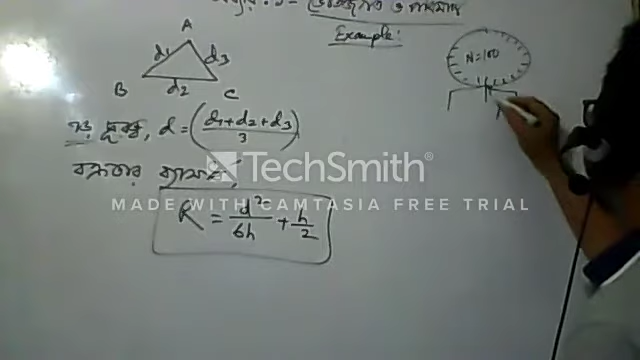 Example:
A
d1 d3
B d2 C
N=100
গড় দূরত্ব, d = (d1+d2+d3/3)
বক্রতার ব্যাসার্ধ,
R = d²/6h + h/2
TechSmith
MADE WITH CAMTASIA FREE TRIAL